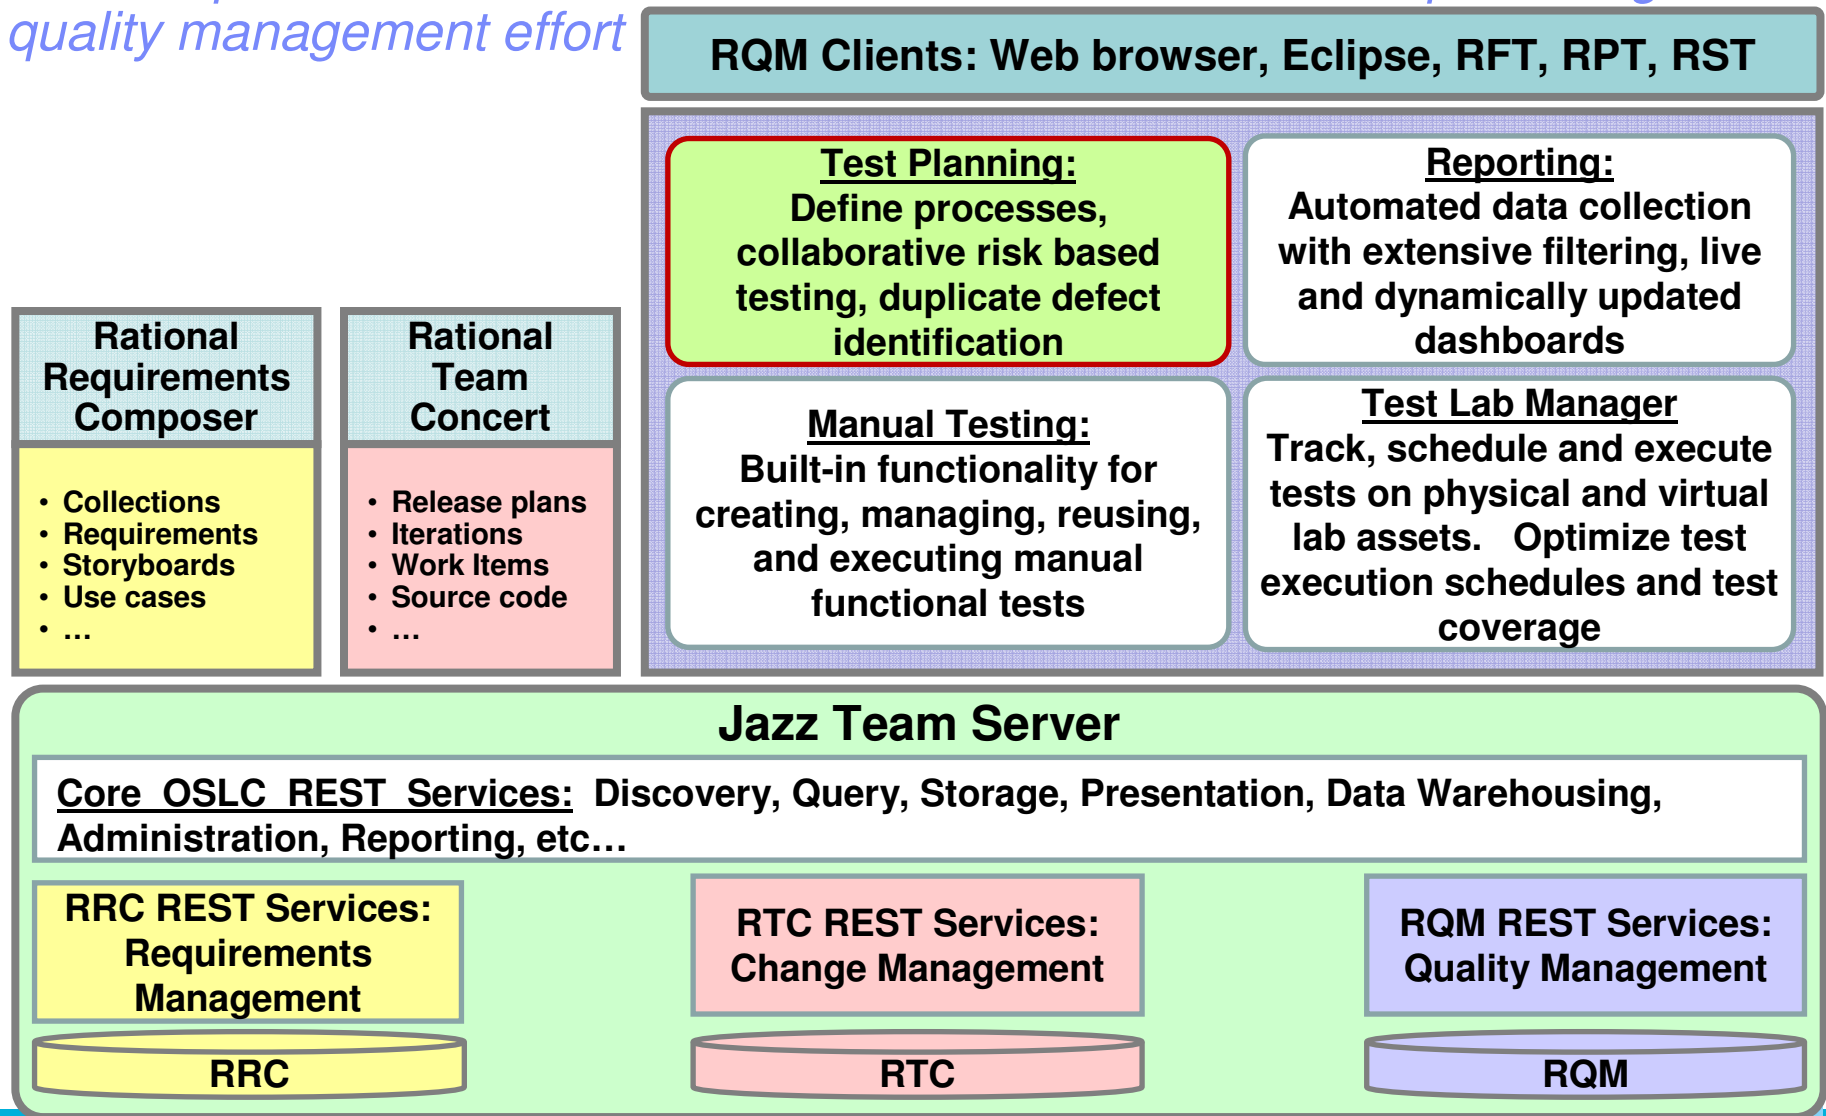 quality management effort
RQM Clients: Web browser, Eclipse, RFT, RPT, RST
Test Planning:
Define processes,
collaborative risk based
testing, duplicate defect
identification
Reporting:
Automated data collection
with extensive filtering, live
and dynamically updated
dashboards
Rational
Requirements
Composer
• Collections
• Requirements
• Storyboards
• Use cases
• …
Rational
Team
Concert
• Release plans
• Iterations
• Work Items
• Source code
• …
Manual Testing:
Built-in functionality for
creating, managing, reusing,
and executing manual
functional tests
Test Lab Manager
Track, schedule and execute
tests on physical and virtual
lab assets. Optimize test
execution schedules and test
coverage
Jazz Team Server
Core OSLC REST Services: Discovery, Query, Storage, Presentation, Data Warehousing,
Administration, Reporting, etc…
RRC REST Services:
Requirements
Management
RTC REST Services:
Change Management
RQM REST Services:
Quality Management
RRC
RTC
RQM